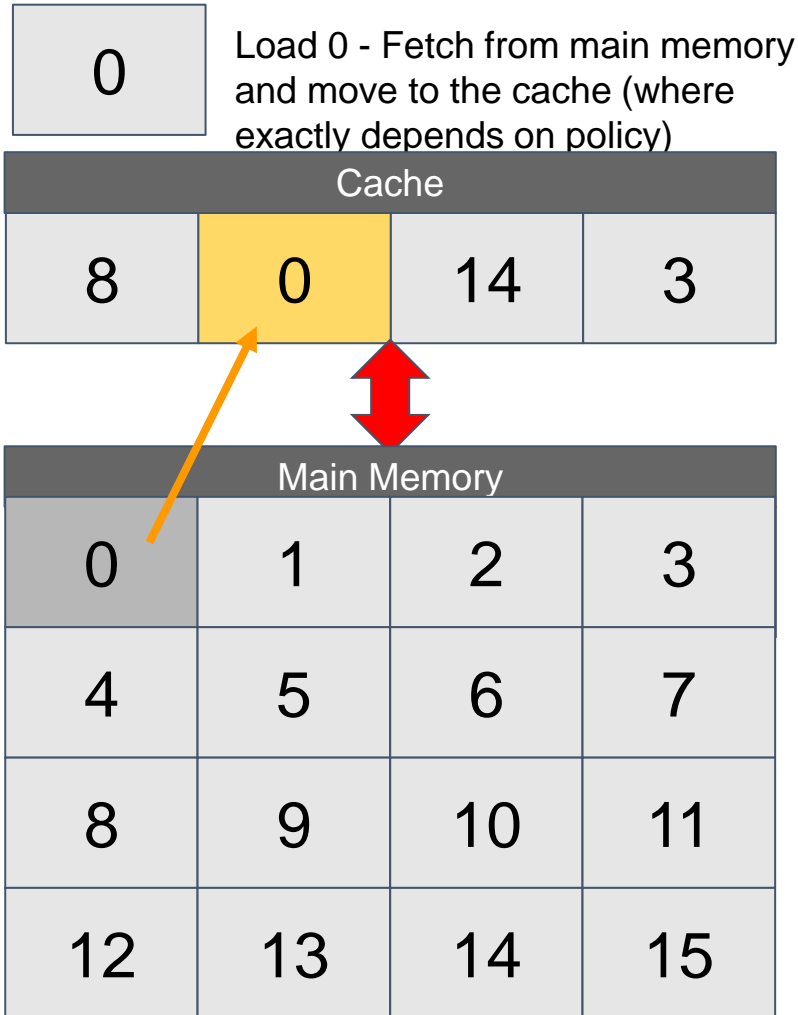 0
Load 0 - Fetch from main memory
and move to the cache (where
exactly depends on policy)
Cache
8 0 14 3
Main Memory
0 1 2 3
4 5 6 7
8 9 10 11
12 13 14 15